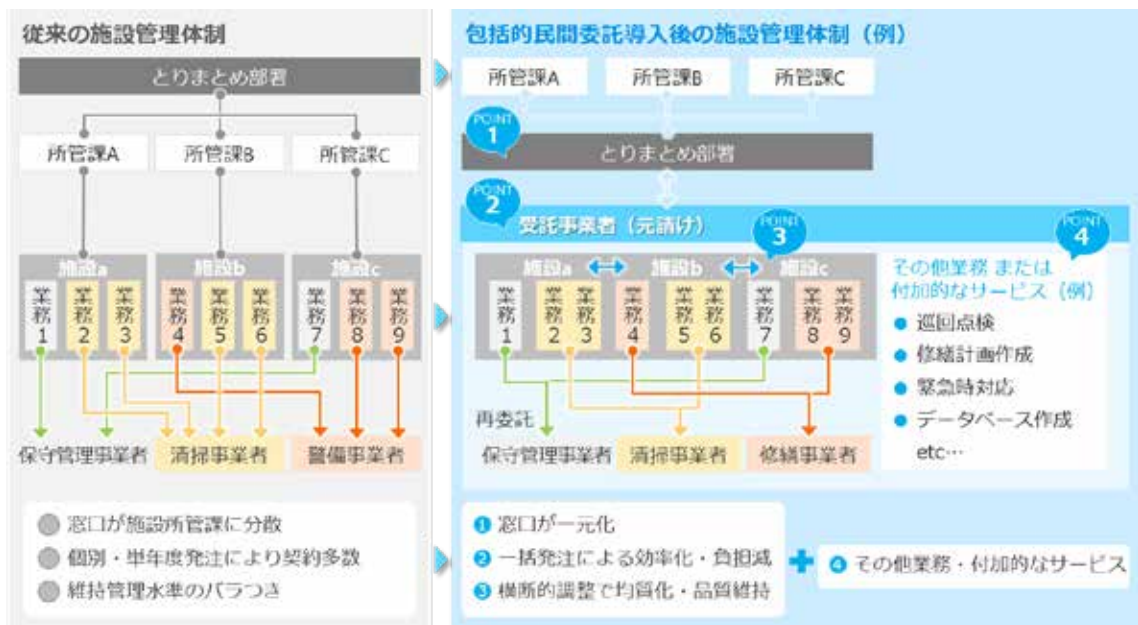 従来の施設管理体制
とりまとめ部署
所管課A 所管課B 所管課C
施設a 施設b 施設c
業務1 業務2 業務3 業務4 業務5 業務6 業務7 業務8 業務9
保守管理事業者 清掃事業者 警備事業者
窓口が施設所管課に分散
個別・単年度発注により契約多数
維持管理水準のバラつき
包括的民間委託導入後の施設管理体制（例）
所管課A 所管課B 所管課C
POINT 1
とりまとめ部署
POINT 2
受託事業者（元請け）
POINT 3
POINT 4
施設a 施設b 施設c
業務1 業務2 業務3 業務4 業務5 業務6 業務7 業務8 業務9
再委託
保守管理事業者 清掃事業者 修繕事業者
その他業務 または
付加的なサービス（例）
● 巡回点検
● 修繕計画作成
● 緊急時対応
● データベース作成
etc…
❶ 窓口が一元化
❷ 一括発注による効率化・負担減
❸ 横断的調整で均質化・品質維持
❹ その他業務・付加的なサービス